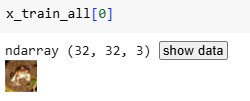 x_train_all[0]
ndarray (32, 32, 3) show data